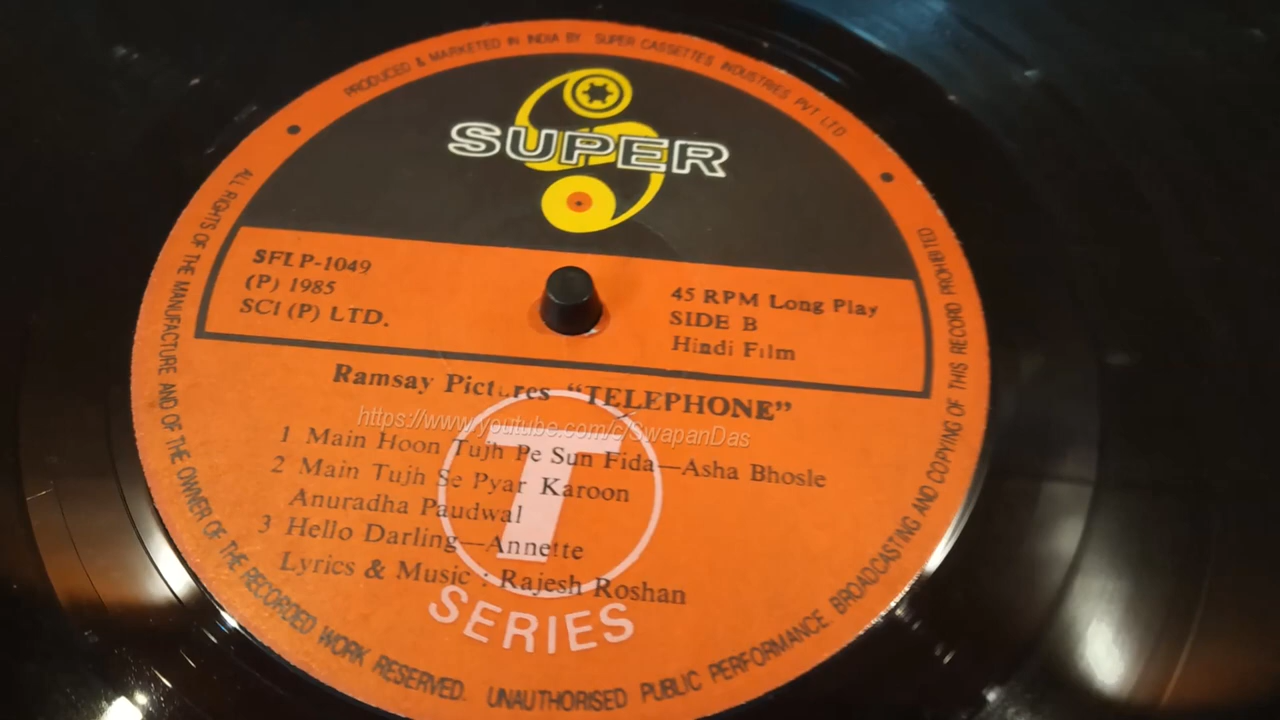 PRODUCED & MARKETED IN INDIA BY SUPER CASSETTES INDUSTRIES PVT LTD
SUPER
SFLP-1049
(P) 1985
SCI (P) LTD.
45 RPM Long Play
SIDE B
Hindi Film
Ramsay Pictures "TELEPHONE"
https://www.youtube.com/c/SwapanDas
1 Main Hoon Tujh Pe Sun Fida—Asha Bhosle
2 Main Tujh Se Pyar Karoon
Anuradha Paudwal
3 Hello Darling—Annette
Lyrics & Music : Rajesh Roshan
T
SERIES
ALL RIGHTS OF THE MANUFACTURE AND OF THE OWNER OF THE RECORDED WORK RESERVED. UNAUTHORISED PUBLIC PERFORMANCE. BROADCASTING AND COPYING OF THIS RECORD PROHIBITED